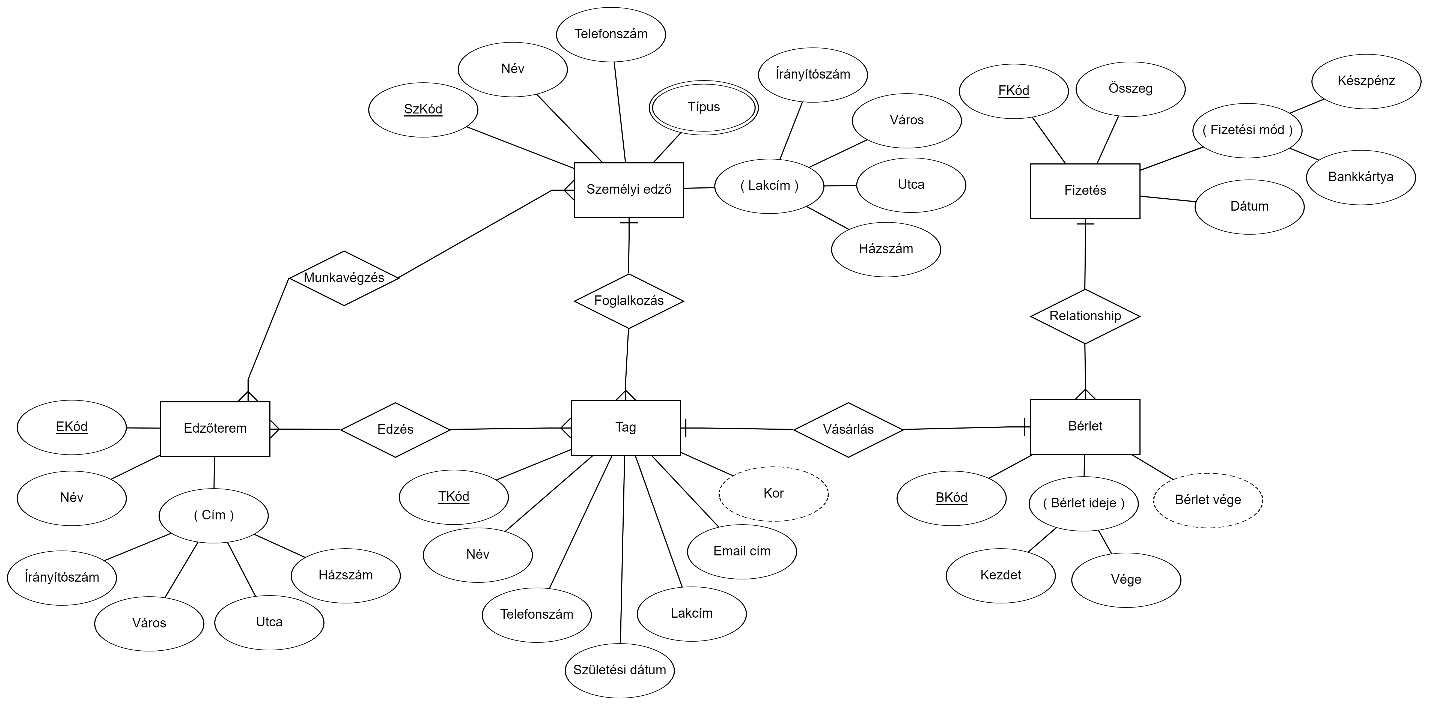 Telefonszám
Név
Írányítószám
Készpénz
SzKód
Típus
FKód
Összeg
Város
( Fizetési mód )
Személyi edző
( Lakcím )
Utca
Fizetés
Bankkártya
Dátum
Házszám
Munkavégzés
Foglalkozás
Relationship
EKód
Edzőterem
Edzés
Tag
Vásárlás
Bérlet
Név
TKód
Kor
BKód
( Bérlet ideje )
Bérlet vége
( Cím )
Név
Email cím
Írányítószám
Házszám
Kezdet
Vége
Város
Utca
Telefonszám
Lakcím
Születési dátum